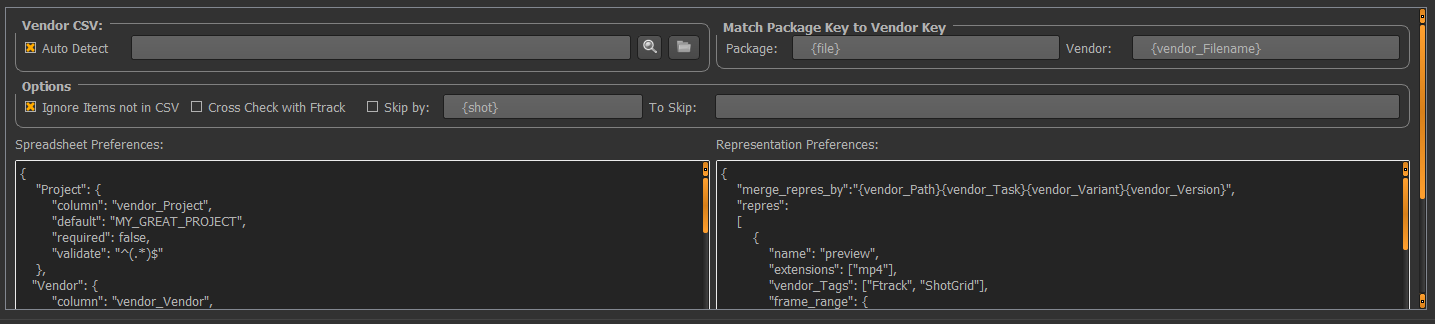 Vendor CSV:
Auto Detect
Match Package Key to Vendor Key
Package: {file} Vendor: {vendor_Filename}
Options
Ignore Items not in CSV Cross Check with Ftrack Skip by: {shot} To Skip:
Spreadsheet Preferences:
{
"Project": {
"column": "vendor_Project",
"default": "MY_GREAT_PROJECT",
"required": false,
"validate": "^(.*)$"
},
"Vendor": {
"column": "vendor_Vendor",
Representation Preferences:
{
"merge_repres_by":"{vendor_Path}{vendor_Task}{vendor_Variant}{vendor_Version}",
"repres":
[
{
"name": "preview",
"extensions": ["mp4"],
"vendor_Tags": ["Ftrack", "ShotGrid"],
"frame_range": {